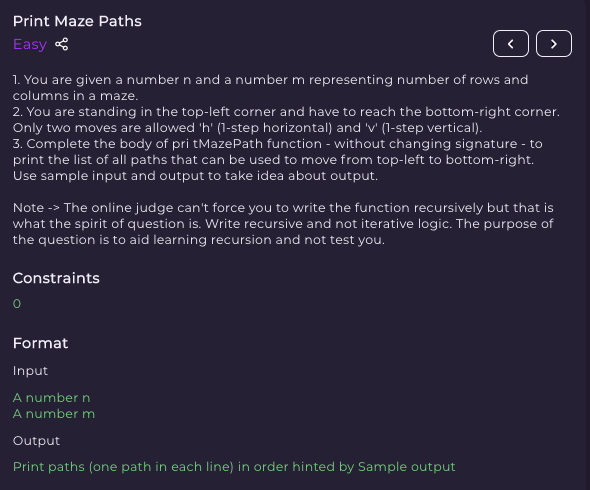 Print Maze Paths
Easy
1. You are given a number n and a number m representing number of rows and
columns in a maze.
2. You are standing in the top-left corner and have to reach the bottom-right corner.
Only two moves are allowed 'h' (1-step horizontal) and 'v' (1-step vertical).
3. Complete the body of pri tMazePath function - without changing signature - to
print the list of all paths that can be used to move from top-left to bottom-right.
Use sample input and output to take idea about output.
Note -> The online judge can't force you to write the function recursively but that is
what the spirit of question is. Write recursive and not iterative logic. The purpose of
the question is to aid learning recursion and not test you.
Constraints
0
Format
Input
A number n
A number m
Output
Print paths (one path in each line) in order hinted by Sample output